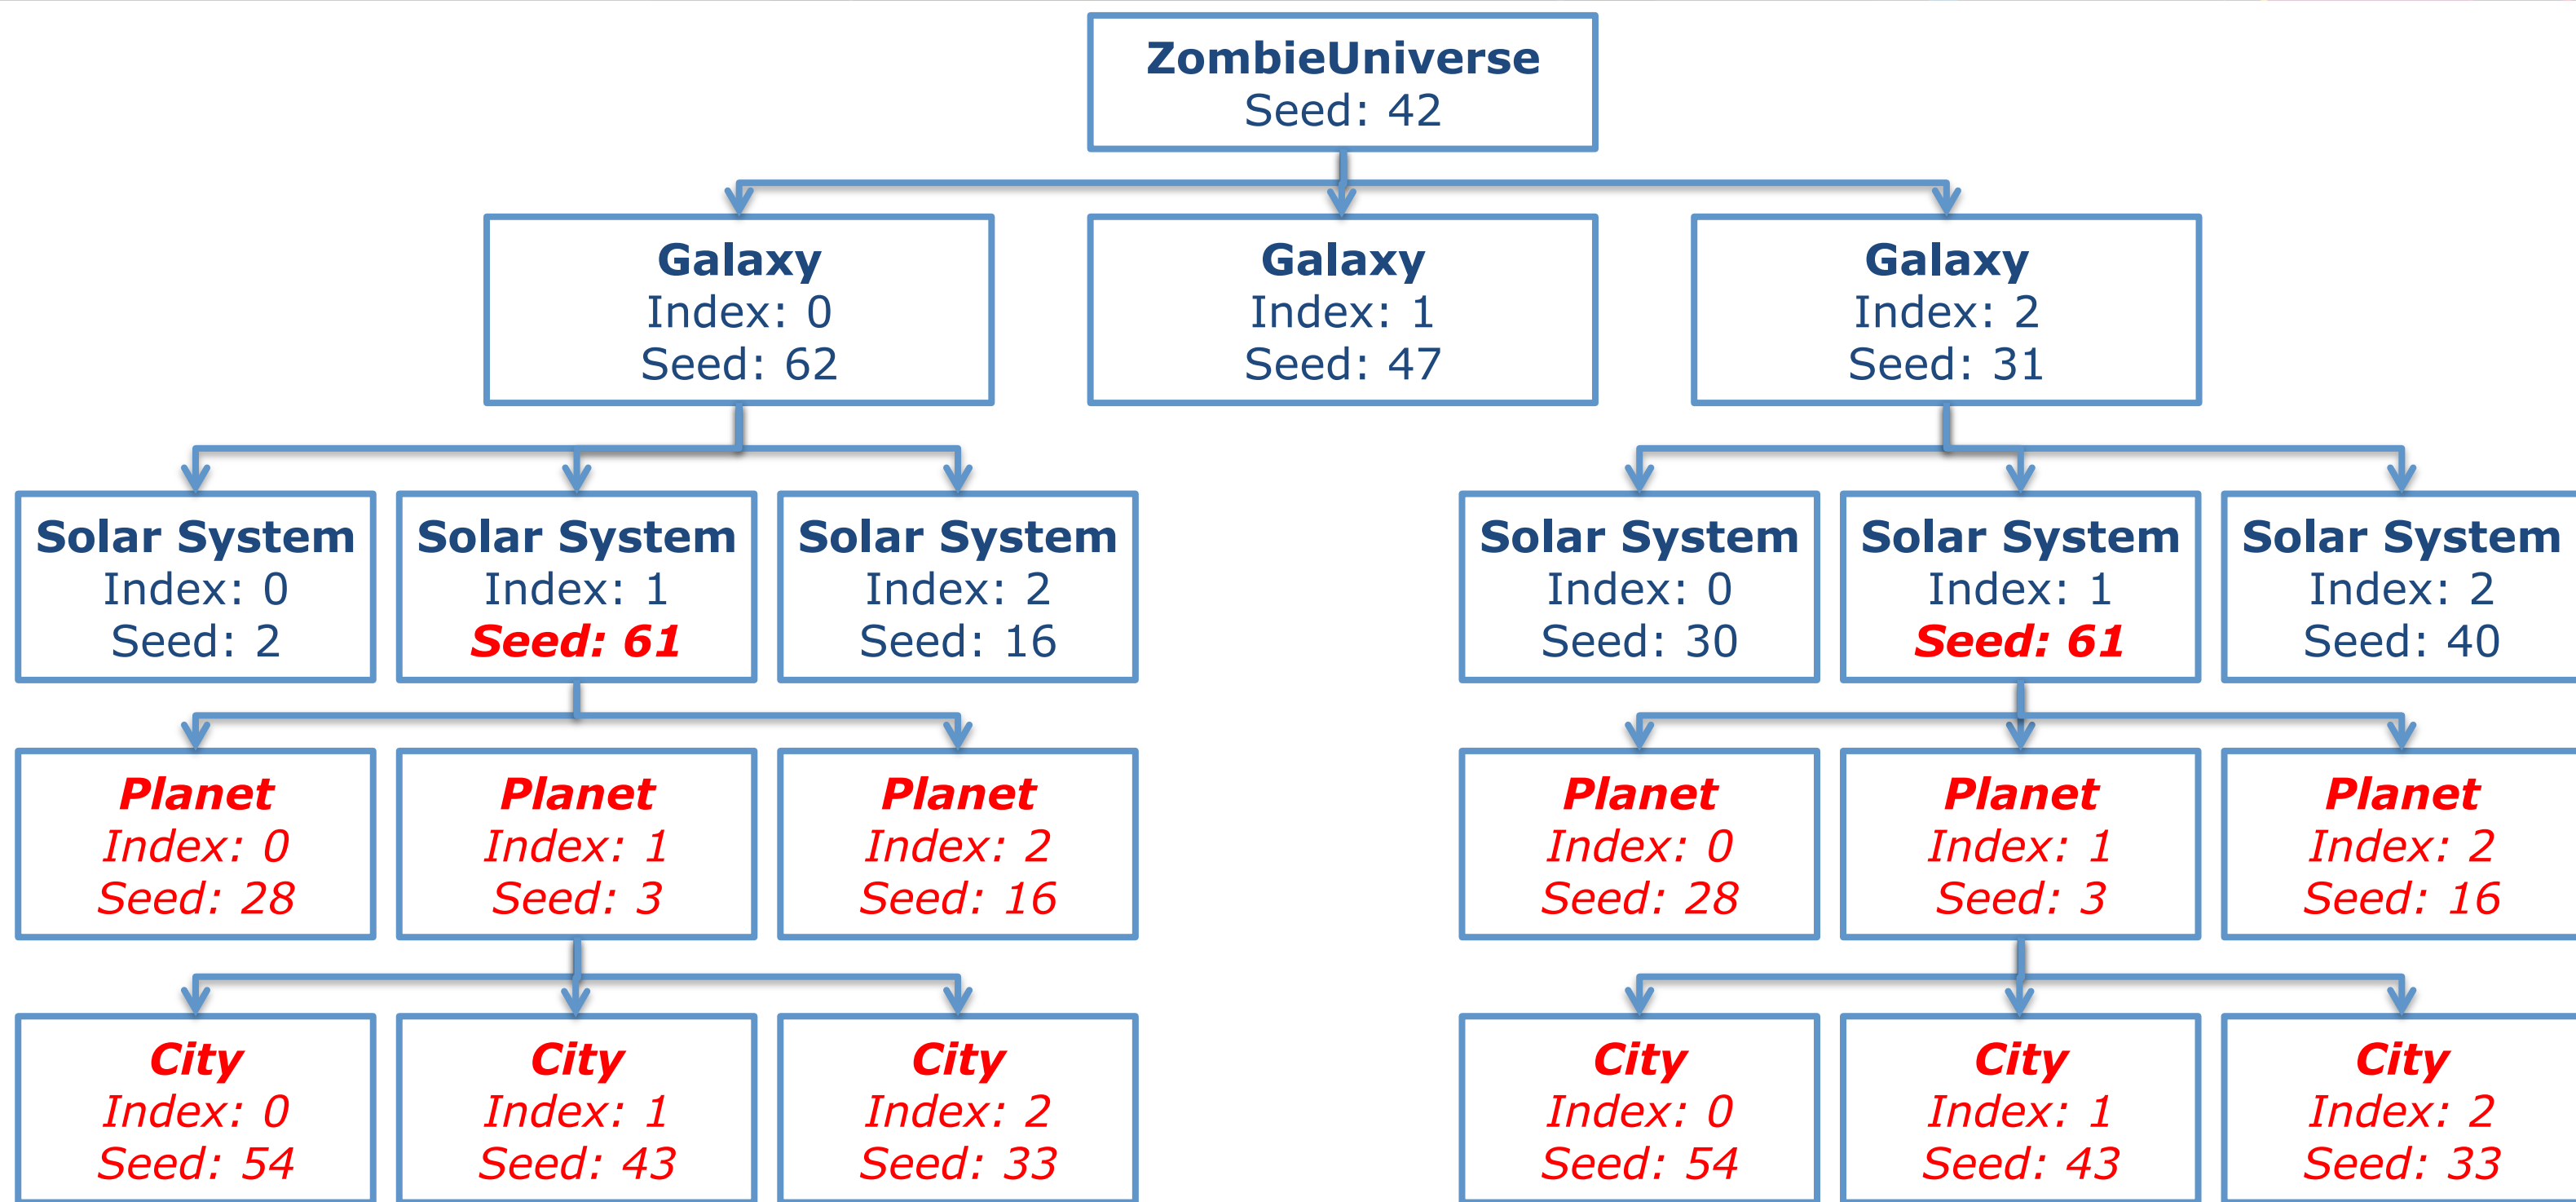 ZombieUniverse
Seed: 42
Galaxy
Index: 0
Seed: 62
Galaxy
Index: 1
Seed: 47
Galaxy
Index: 2
Seed: 31
Solar System
Index: 0
Seed: 2
Solar System
Index: 1
Seed: 61
Solar System
Index: 2
Seed: 16
Solar System
Index: 0
Seed: 30
Solar System
Index: 1
Seed: 61
Solar System
Index: 2
Seed: 40
Planet
Index: 0
Seed: 28
Planet
Index: 1
Seed: 3
Planet
Index: 2
Seed: 16
Planet
Index: 0
Seed: 28
Planet
Index: 1
Seed: 3
Planet
Index: 2
Seed: 16
City
Index: 0
Seed: 54
City
Index: 1
Seed: 43
City
Index: 2
Seed: 33
City
Index: 0
Seed: 54
City
Index: 1
Seed: 43
City
Index: 2
Seed: 33